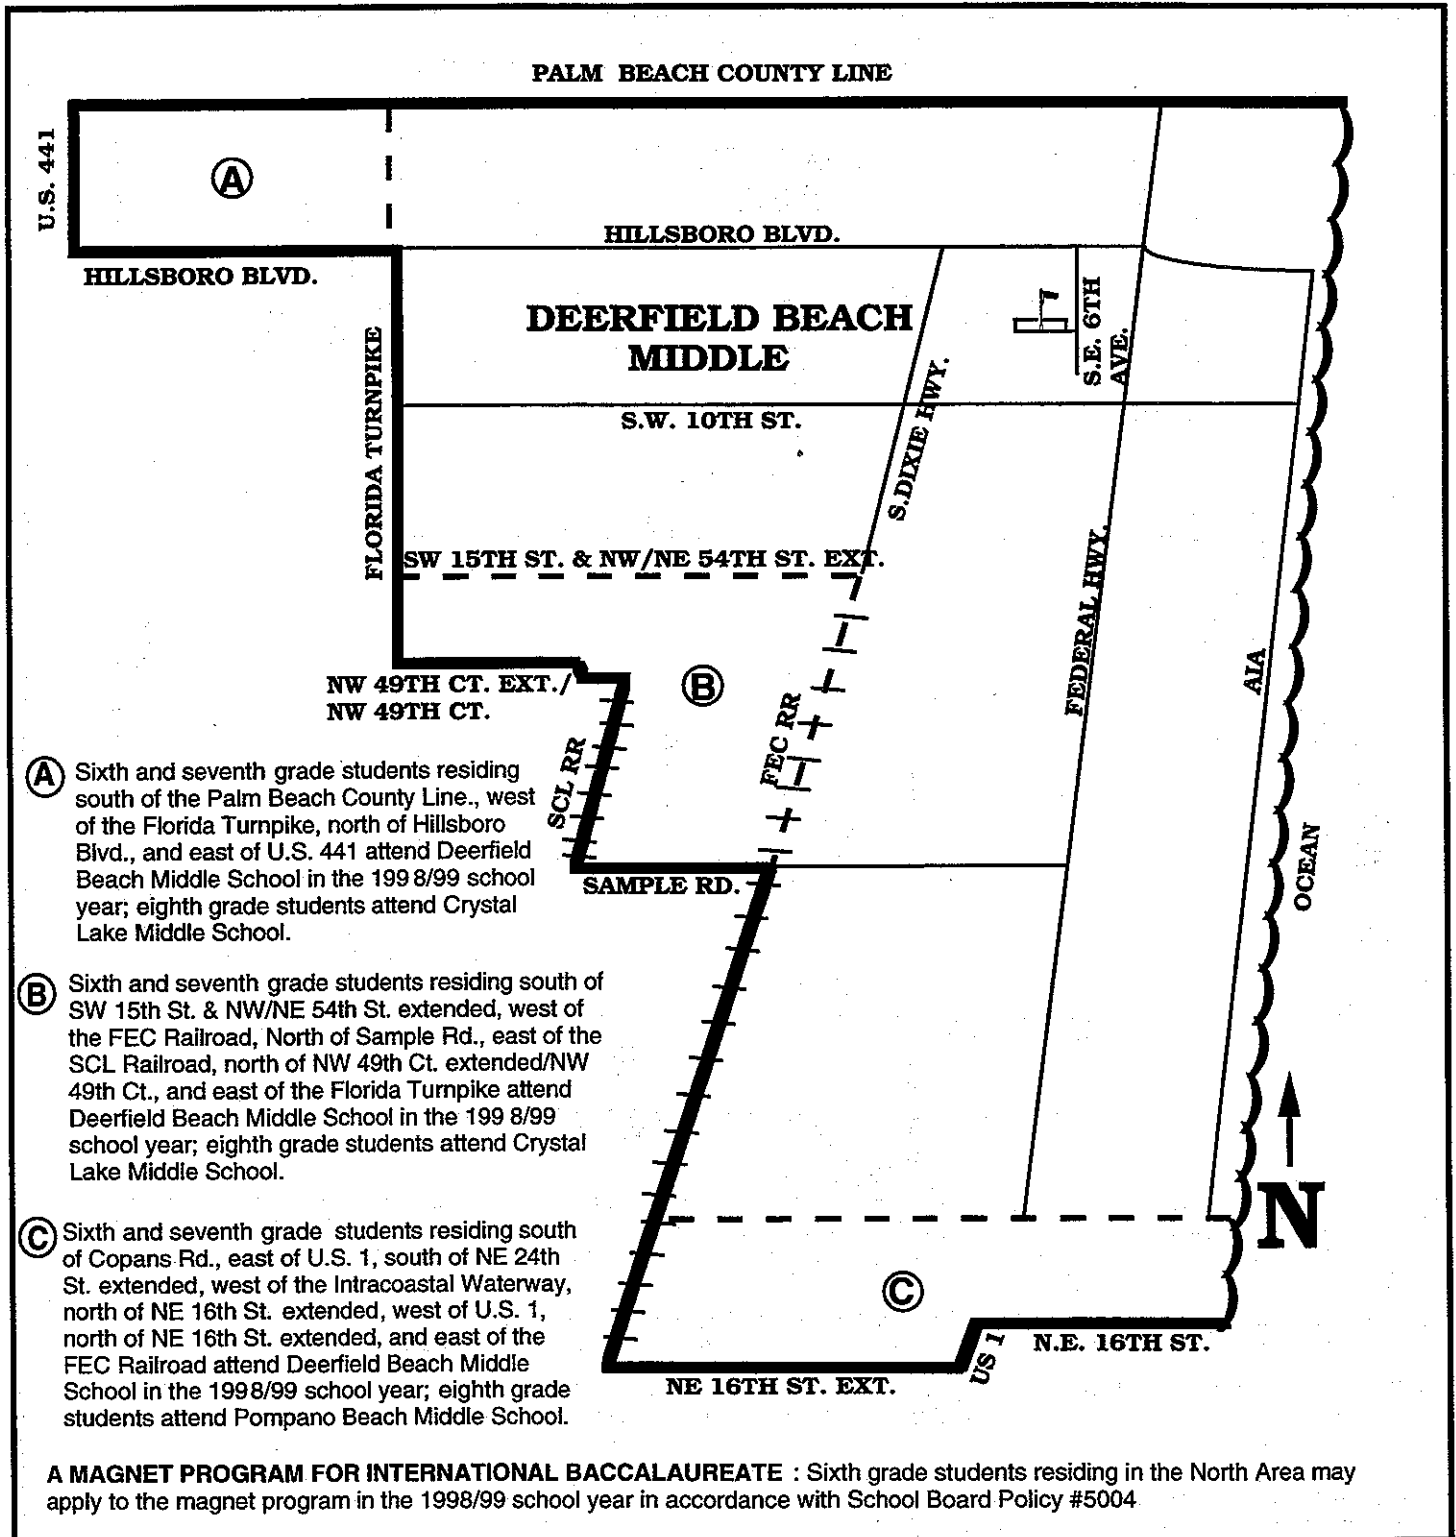 PALM BEACH COUNTY LINE
U.S. 441
A
HILLSBORO BLVD.
HILLSBORO BLVD.
DEERFIELD BEACH
MIDDLE
S.E. 6TH
AVE.
FLORIDA TURNPIKE
S.W. 10TH ST.
S.DIXIE HWY.
SW 15TH ST. & NW/NE 54TH ST. EXT.
FEDERAL HWY.
AIA
NW 49TH CT. EXT./
NW 49TH CT.
B
SCL RR
FEC RR
OCEAN
SAMPLE RD.
A Sixth and seventh grade students residing
south of the Palm Beach County Line., west
of the Florida Turnpike, north of Hillsboro
Blvd., and east of U.S. 441 attend Deerfield
Beach Middle School in the 199 8/99 school
year; eighth grade students attend Crystal
Lake Middle School.
B Sixth and seventh grade students residing south of
SW 15th St. & NW/NE 54th St. extended, west of
the FEC Railroad, North of Sample Rd., east of the
SCL Railroad, north of NW 49th Ct. extended/NW
49th Ct., and east of the Florida Turnpike attend
Deerfield Beach Middle School in the 199 8/99
school year; eighth grade students attend Crystal
Lake Middle School.
C Sixth and seventh grade students residing south
of Copans Rd., east of U.S. 1, south of NE 24th
St. extended, west of the Intracoastal Waterway,
north of NE 16th St. extended, west of U.S. 1,
north of NE 16th St. extended, and east of the
FEC Railroad attend Deerfield Beach Middle
School in the 1998/99 school year; eighth grade
students attend Pompano Beach Middle School.
N
C
US 1
N.E. 16TH ST.
NE 16TH ST. EXT.
A MAGNET PROGRAM FOR INTERNATIONAL BACCALAUREATE : Sixth grade students residing in the North Area may
apply to the magnet program in the 1998/99 school year in accordance with School Board Policy #5004